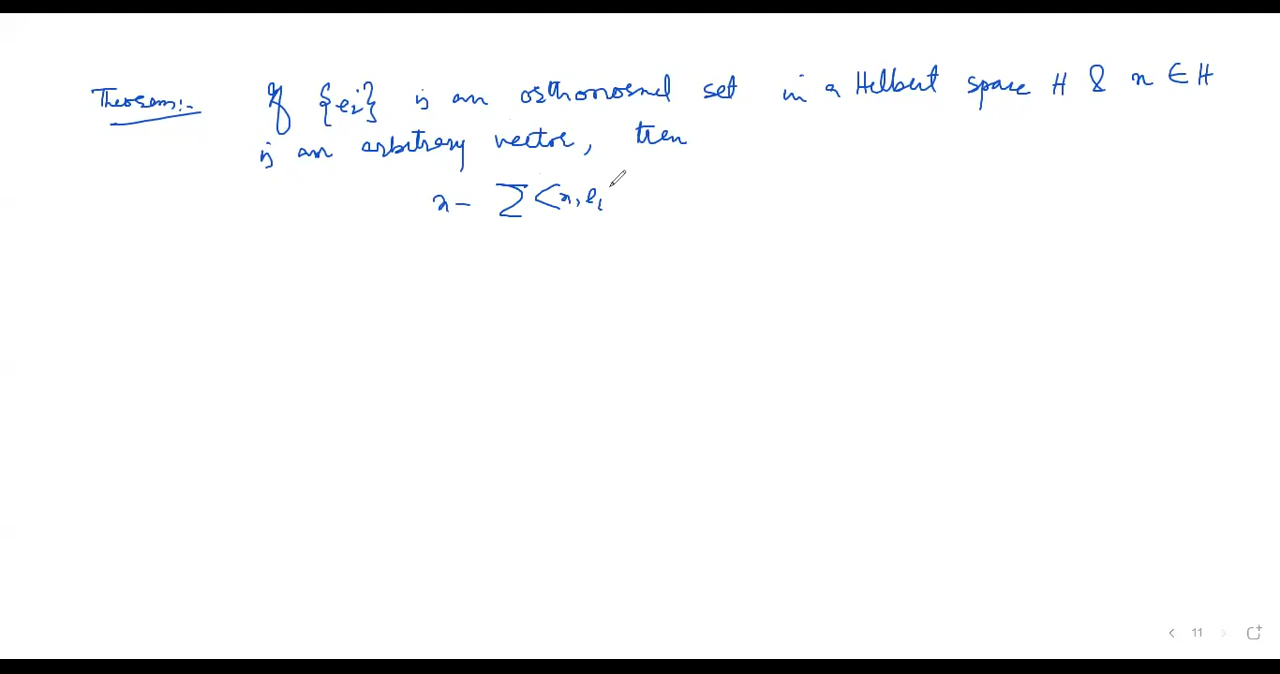 Theorem:- If {ei} is an orthonormal set in a Hilbert space H & x ∈ H
is an arbitrary vector, then
x - ∑ <x, ei
11